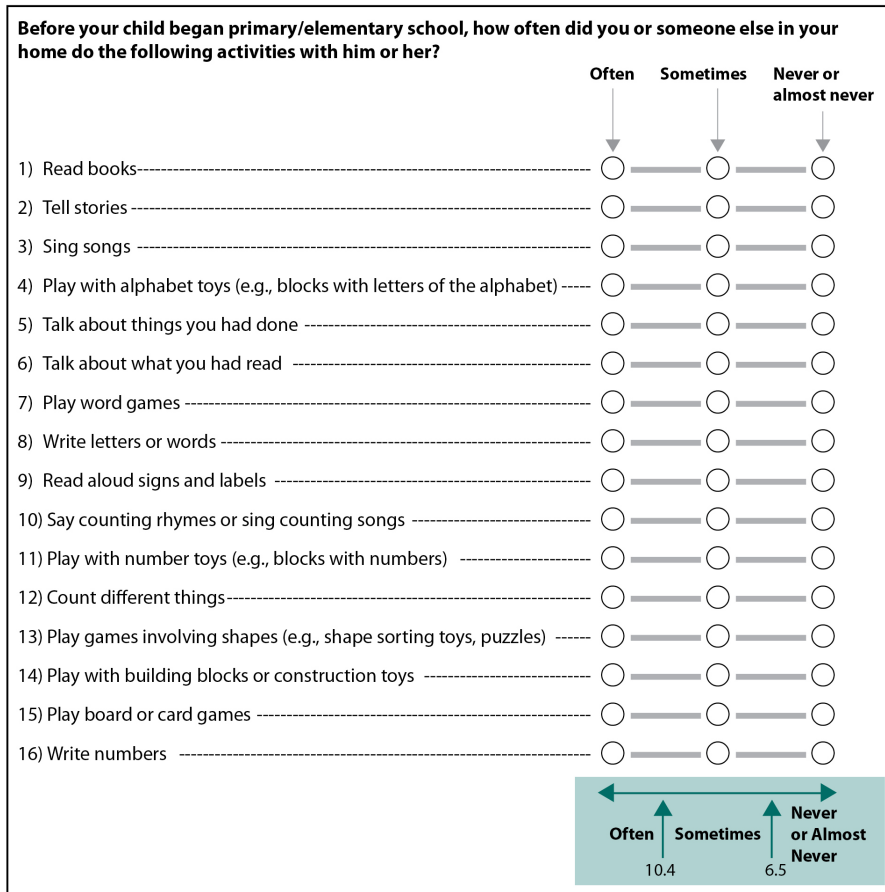 Before your child began primary/elementary school, how often did you or someone else in your
home do the following activities with him or her?
Often Sometimes Never or
almost never
1) Read books
2) Tell stories
3) Sing songs
4) Play with alphabet toys (e.g., blocks with letters of the alphabet)
5) Talk about things you had done
6) Talk about what you had read
7) Play word games
8) Write letters or words
9) Read aloud signs and labels
10) Say counting rhymes or sing counting songs
11) Play with number toys (e.g., blocks with numbers)
12) Count different things
13) Play games involving shapes (e.g., shape sorting toys, puzzles)
14) Play with building blocks or construction toys
15) Play board or card games
16) Write numbers
Often Sometimes Never
or Almost
Never
10.4 6.5